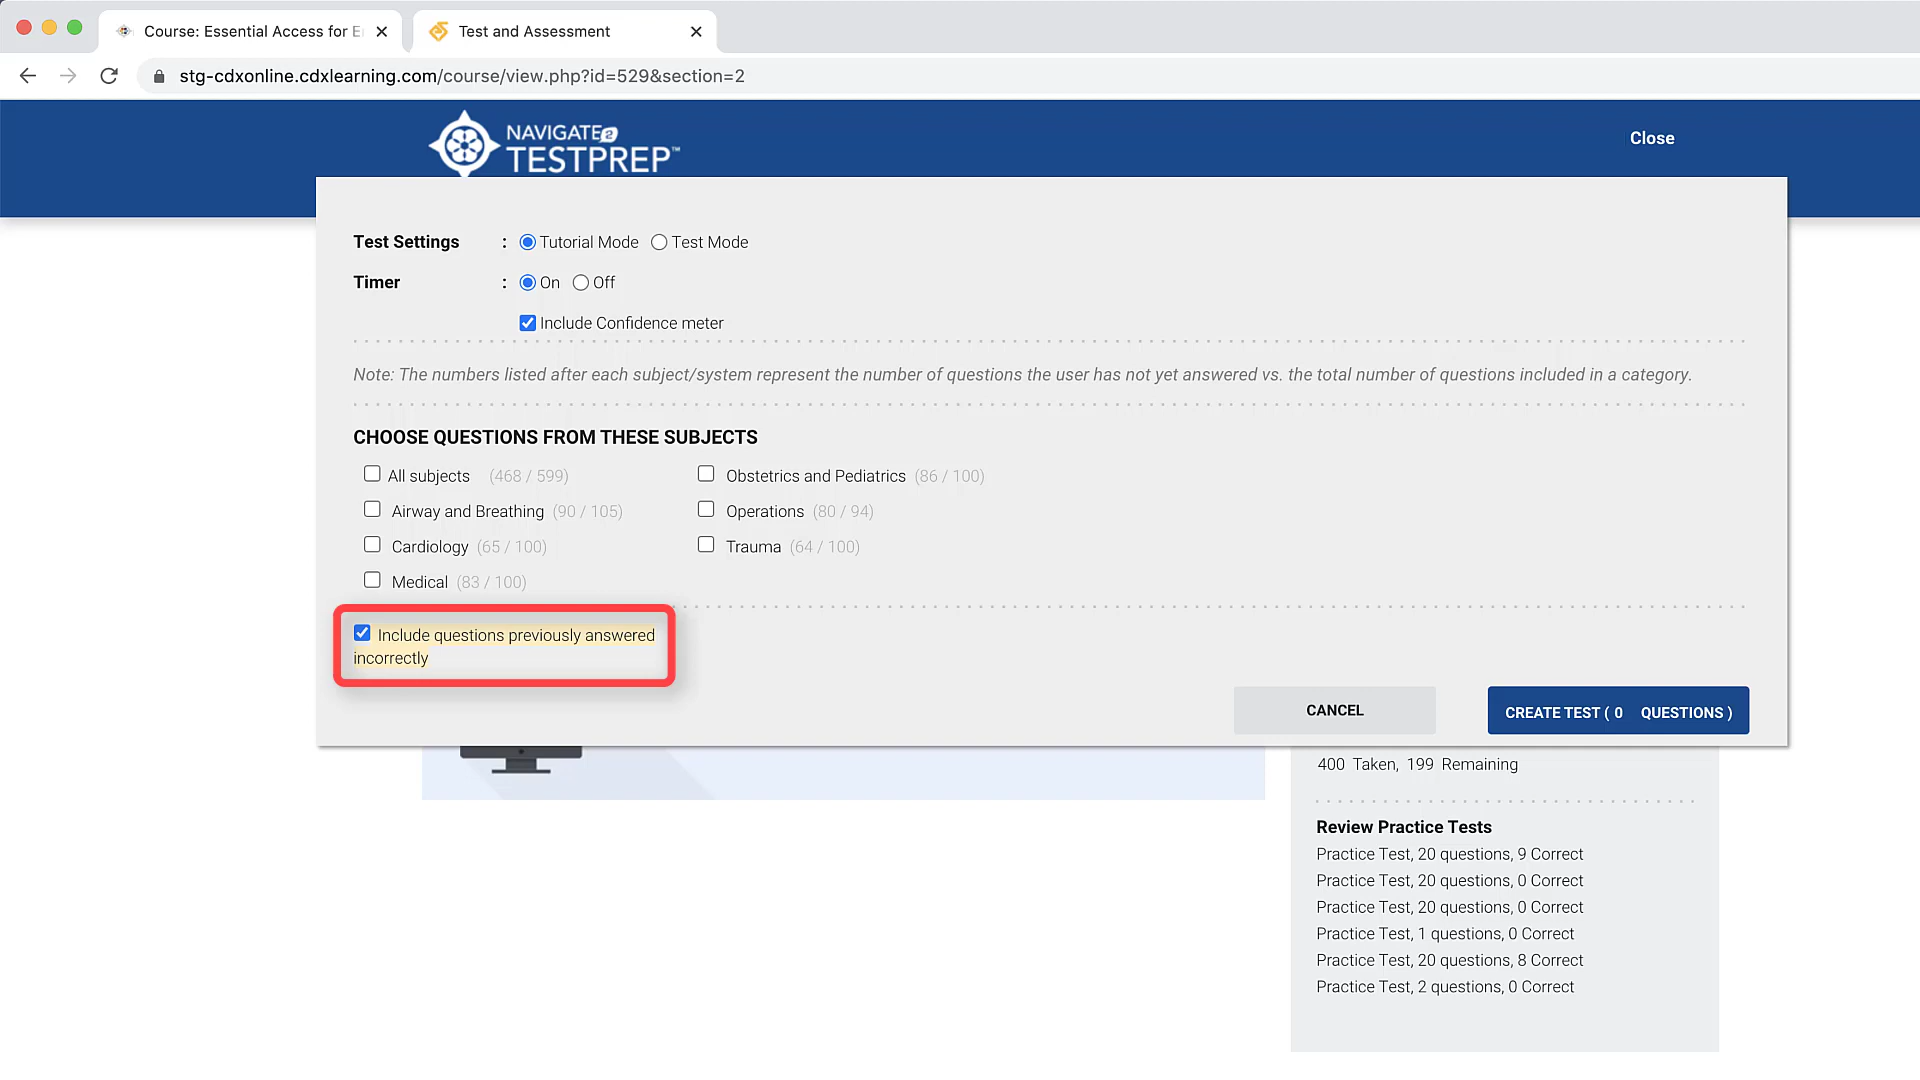 Course: Essential Access for E
Test and Assessment
stg-cdxonline.cdxlearning.com/course/view.php?id=529&section=2
NAVIGATE 2
TESTPREP™
Close
Test Settings : Tutorial Mode Test Mode
Timer : On Off
Include Confidence meter
Note: The numbers listed after each subject/system represent the number of questions the user has not yet answered vs. the total number of questions included in a category.
CHOOSE QUESTIONS FROM THESE SUBJECTS
All subjects (468 / 599)
Airway and Breathing (90 / 105)
Cardiology (65 / 100)
Medical (83 / 100)
Obstetrics and Pediatrics (86 / 100)
Operations (80 / 94)
Trauma (64 / 100)
Include questions previously answered
incorrectly
CANCEL
CREATE TEST ( 0 QUESTIONS )
400 Taken, 199 Remaining
Review Practice Tests
Practice Test, 20 questions, 9 Correct
Practice Test, 20 questions, 0 Correct
Practice Test, 20 questions, 0 Correct
Practice Test, 1 questions, 0 Correct
Practice Test, 20 questions, 8 Correct
Practice Test, 2 questions, 0 Correct